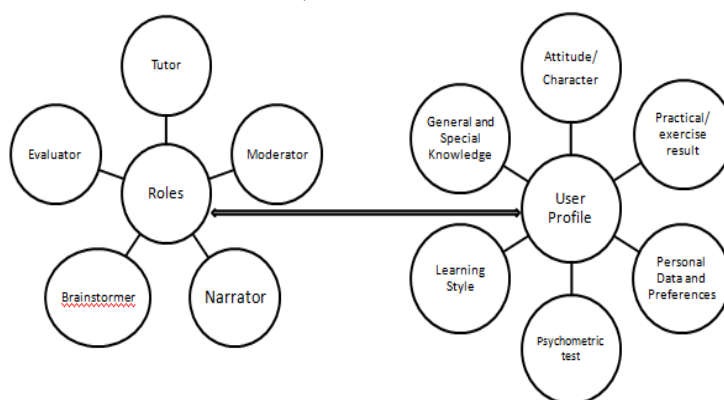 Tutor
Evaluator
Moderator
Roles
Brainstormer
Narrator
Attitude/
Character
General and
Special
Knowledge
Practical/
exercise
result
User
Profile
Learning
Style
Personal
Data and
Preferences
Psychometric
test